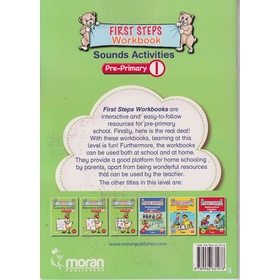 FIRST STEPS
Workbook
Sounds Activities
Pre-Primary 1
First Steps Workbooks are
interactive and easy-to-follow
resources for pre-primary
school. Finally, here is the real deal!
With these workbooks, learning at this
level is fun! Furthermore, the workbooks
can be used both at school and at home.
They provide a good platform for home schooling
by parents, apart from being wonderful
resources that can be used by the teacher.
The other titles in this level are:
www.moranpublishers.com
moran
PUBLISHERS